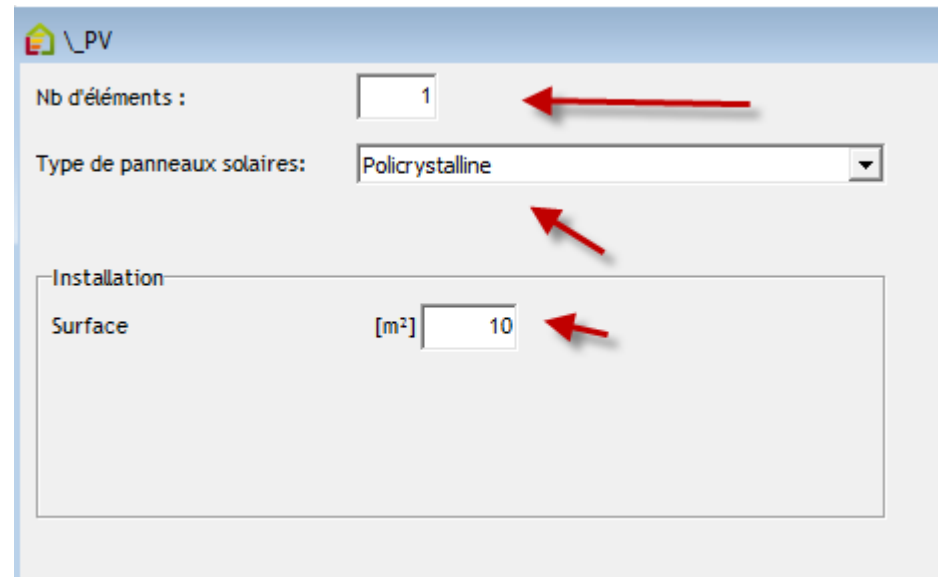 \_PV
Nb d'éléments : 1
Type de panneaux solaires: Policrystalline
Installation
Surface [m²] 10